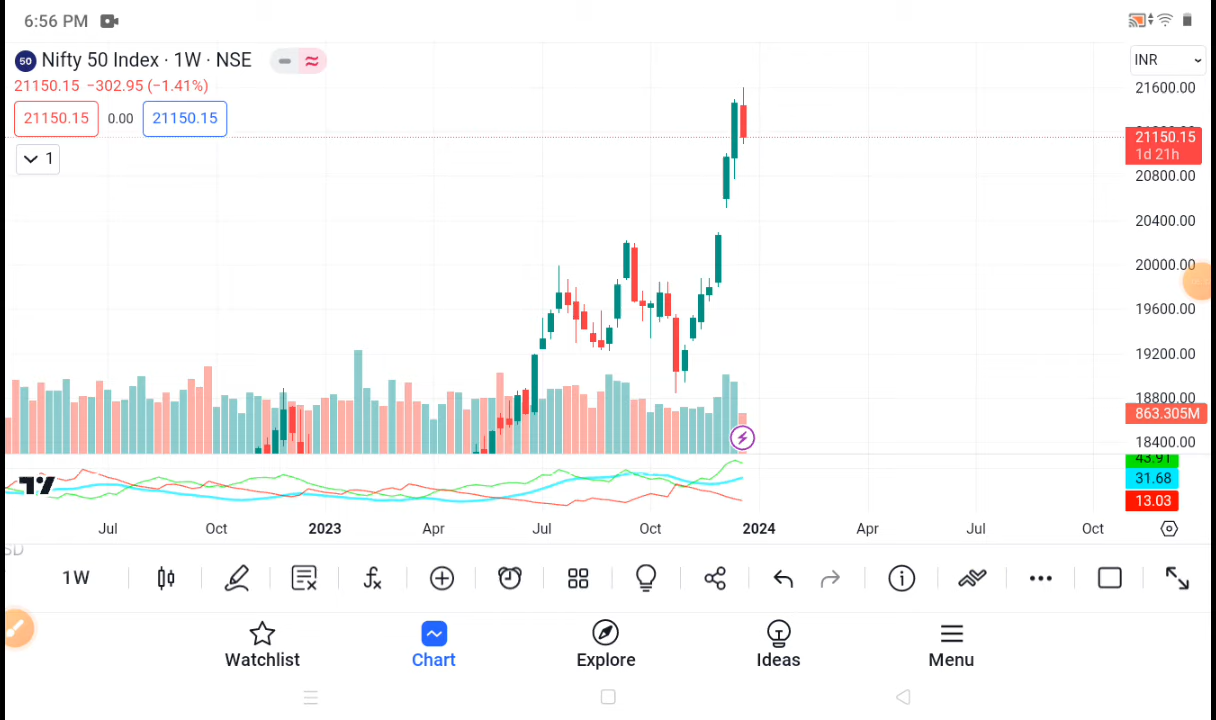 6:56 PM
50 Nifty 50 Index · 1W · NSE
INR
21150.15 −302.95 (−1.41%)
21150.15 0.00 21150.15
1
21600.00
21150.15
1d 21h
20800.00
20400.00
20000.00
19600.00
19200.00
18800.00
863.305M
18400.00
43.91
31.68
13.03
Jul Oct 2023 Apr Jul Oct 2024 Apr Jul Oct
SD
1W
Watchlist Chart Explore Ideas Menu